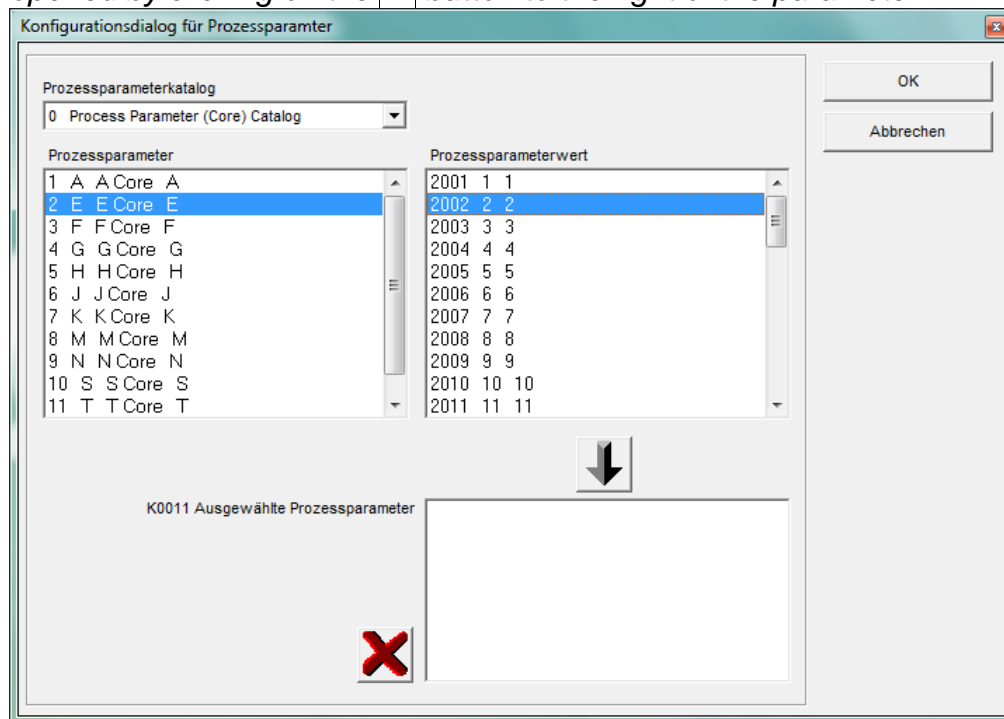 Konfigurationsdialog für Prozessparamter
OK
Abbrechen
Prozessparameterkatalog
0 Process Parameter (Core) Catalog
Prozessparameter
1 A A Core A
2 E E Core E
3 F F Core F
4 G G Core G
5 H H Core H
6 J J Core J
7 K K Core K
8 M M Core M
9 N N Core N
10 S S Core S
11 T T Core T
Prozessparameterwert
2001 1 1
2002 2 2
2003 3 3
2004 4 4
2005 5 5
2006 6 6
2007 7 7
2008 8 8
2009 9 9
2010 10 10
2011 11 11
K0011 Ausgewählte Prozessparameter